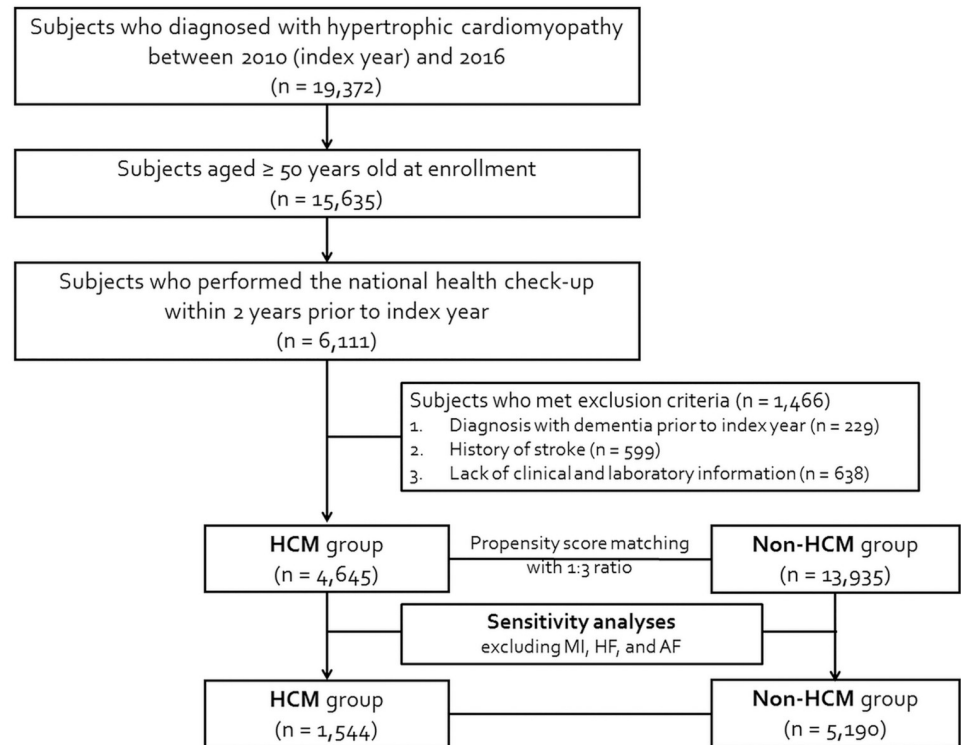 Subjects who diagnosed with hypertrophic cardiomyopathy
between 2010 (index year) and 2016
(n = 19,372)
Subjects aged ≥ 50 years old at enrollment
(n = 15,635)
Subjects who performed the national health check-up
within 2 years prior to index year
(n = 6,111)
Subjects who met exclusion criteria (n = 1,466)
1. Diagnosis with dementia prior to index year (n = 229)
2. History of stroke (n = 599)
3. Lack of clinical and laboratory information (n = 638)
HCM group
(n = 4,645)
Propensity score matching
with 1:3 ratio
Non-HCM group
(n = 13,935)
Sensitivity analyses
excluding MI, HF, and AF
HCM group
(n = 1,544)
Non-HCM group
(n = 5,190)